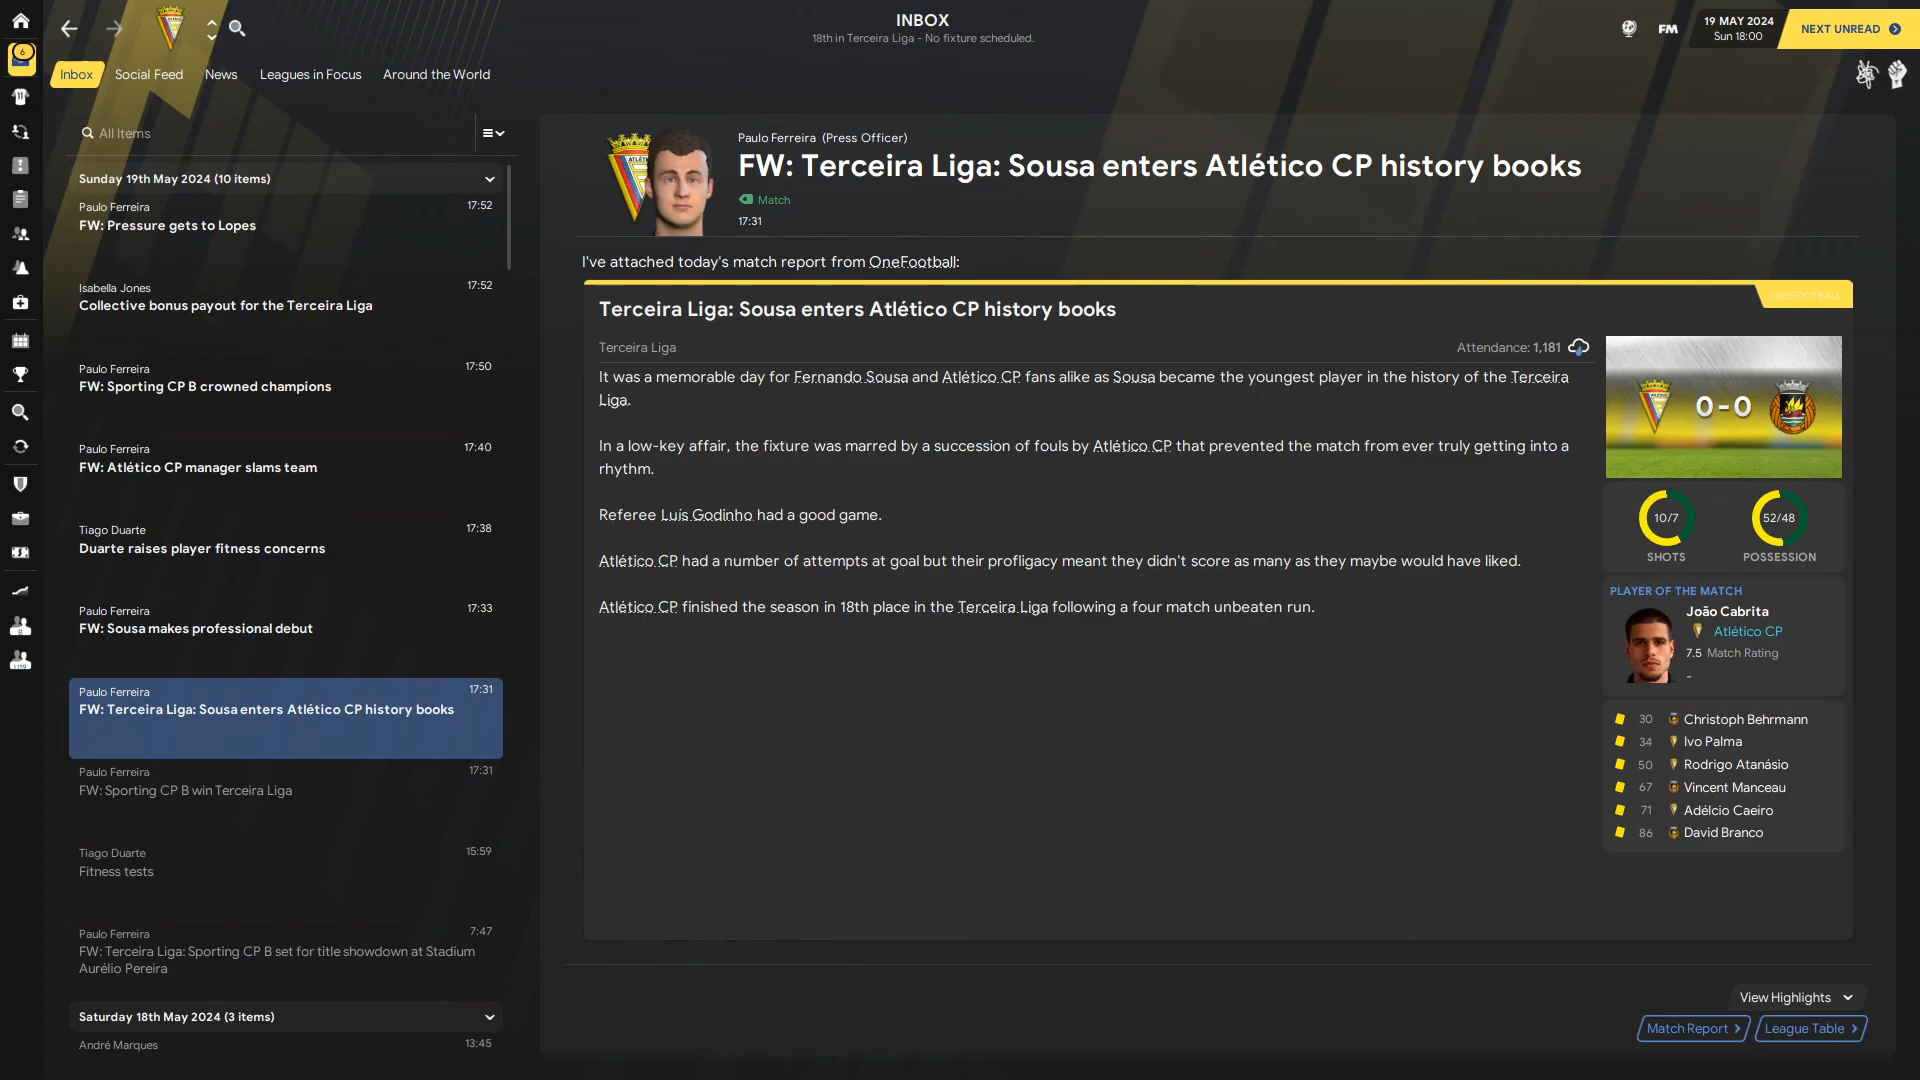 INBOX
18th in Terceira Liga - No fixture scheduled.
FM
19 MAY 2024
Sun 18:00
NEXT UNREAD
6
11
Inbox
Social Feed
News
Leagues in Focus
Around the World
All Items
Sunday 19th May 2024 (10 items)
Paulo Ferreira
17:52
FW: Pressure gets to Lopes
Isabella Jones
17:52
Collective bonus payout for the Terceira Liga
Paulo Ferreira
17:50
FW: Sporting CP B crowned champions
Paulo Ferreira
17:40
FW: Atlético CP manager slams team
Tiago Duarte
17:38
Duarte raises player fitness concerns
Paulo Ferreira
17:33
FW: Sousa makes professional debut
Paulo Ferreira
17:31
FW: Terceira Liga: Sousa enters Atlético CP history books
Paulo Ferreira
17:31
FW: Sporting CP B win Terceira Liga
Tiago Duarte
15:59
Fitness tests
Paulo Ferreira
7:47
FW: Terceira Liga: Sporting CP B set for title showdown at Stadium
Aurélio Pereira
Saturday 18th May 2024 (3 items)
André Marques
13:45
B
U19
Paulo Ferreira (Press Officer)
FW: Terceira Liga: Sousa enters Atlético CP history books
Match
17:31
I've attached today's match report from OneFootball:
ONEFOOTBALL
Terceira Liga: Sousa enters Atlético CP history books
Terceira Liga
Attendance: 1,181
It was a memorable day for Fernando Sousa and Atlético CP fans alike as Sousa became the youngest player in the history of the Terceira
Liga.
In a low-key affair, the fixture was marred by a succession of fouls by Atlético CP that prevented the match from ever truly getting into a
rhythm.
Referee Luís Godinho had a good game.
Atlético CP had a number of attempts at goal but their profligacy meant they didn't score as many as they maybe would have liked.
Atlético CP finished the season in 18th place in the Terceira Liga following a four match unbeaten run.
0 - 0
10/7
52/48
SHOTS
POSSESSION
PLAYER OF THE MATCH
João Cabrita
Atlético CP
7.5 Match Rating
-
30 Christoph Behrmann
34 Ivo Palma
50 Rodrigo Atanásio
67 Vincent Manceau
71 Adélcio Caeiro
86 David Branco
View Highlights
Match Report
League Table